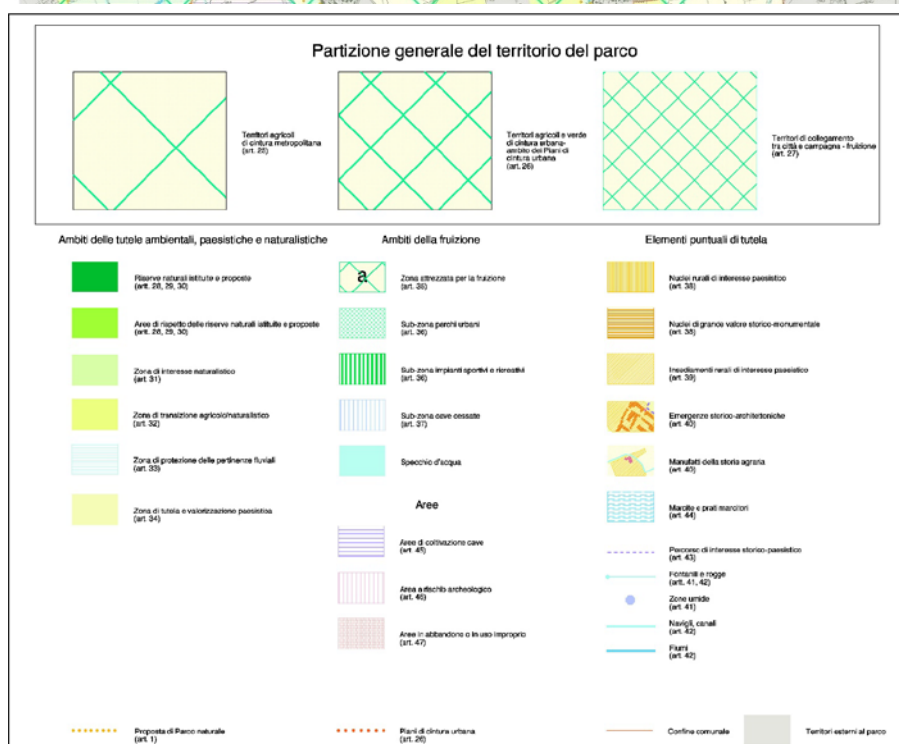 Partizione generale del territorio del parco
Territori agricoli
di cintura metropolitana
(art. 25)
Territori agricoli e verde
di cintura urbana-
ambito dei Piani di
cintura urbana
(art. 26)
Territori di collegamento
tra città e campagna - fruizione
(art. 27)
Ambiti delle tutele ambientali, paesistiche e naturalistiche
Riserve naturali istituite e proposte
(artt. 28, 29, 30)
Aree di rispetto delle riserve naturali istituite e proposte
(artt. 28, 29, 30)
Zona di interesse naturalistico
(art. 31)
Zona di transizione agricolo/naturalistico
(art. 32)
Zona di protezione delle pertinenze fluviali
(art. 33)
Zona di tutela e valorizzazione paesistica
(art. 34)
Ambiti della fruizione
a
Zona attrezzata per la fruizione
(art. 35)
Sub-zona parchi urbani
(art. 36)
Sub-zona impianti sportivi e ricreativi
(art. 36)
Sub-zona cave cessate
(art. 37)
Specchio d'acqua
Aree
Aree di coltivazione cave
(art. 45)
Area a rischio archeologico
(art. 46)
Aree in abbandono o in uso improprio
(art. 47)
Elementi puntuali di tutela
Nuclei rurali di interesse paesistico
(art. 38)
Nuclei di grande valore storico-monumentale
(art. 38)
Insediamenti rurali di interesse paesistico
(art. 39)
Emergenze storico-architettoniche
(art. 40)
Manufatti della storia agraria
(art. 40)
Marcite e prati marcitori
(art. 44)
Percorso di interesse storico-paesistico
(art. 43)
Fontanili e rogge
(artt. 41, 42)
Zone umide
(art. 41)
Navigli, canali
(art. 42)
Fiumi
(art. 42)
Proposta di Parco naturale
(art. 1)
Piani di cintura urbana
(art. 26)
Confine comunale
Territori esterni al parco